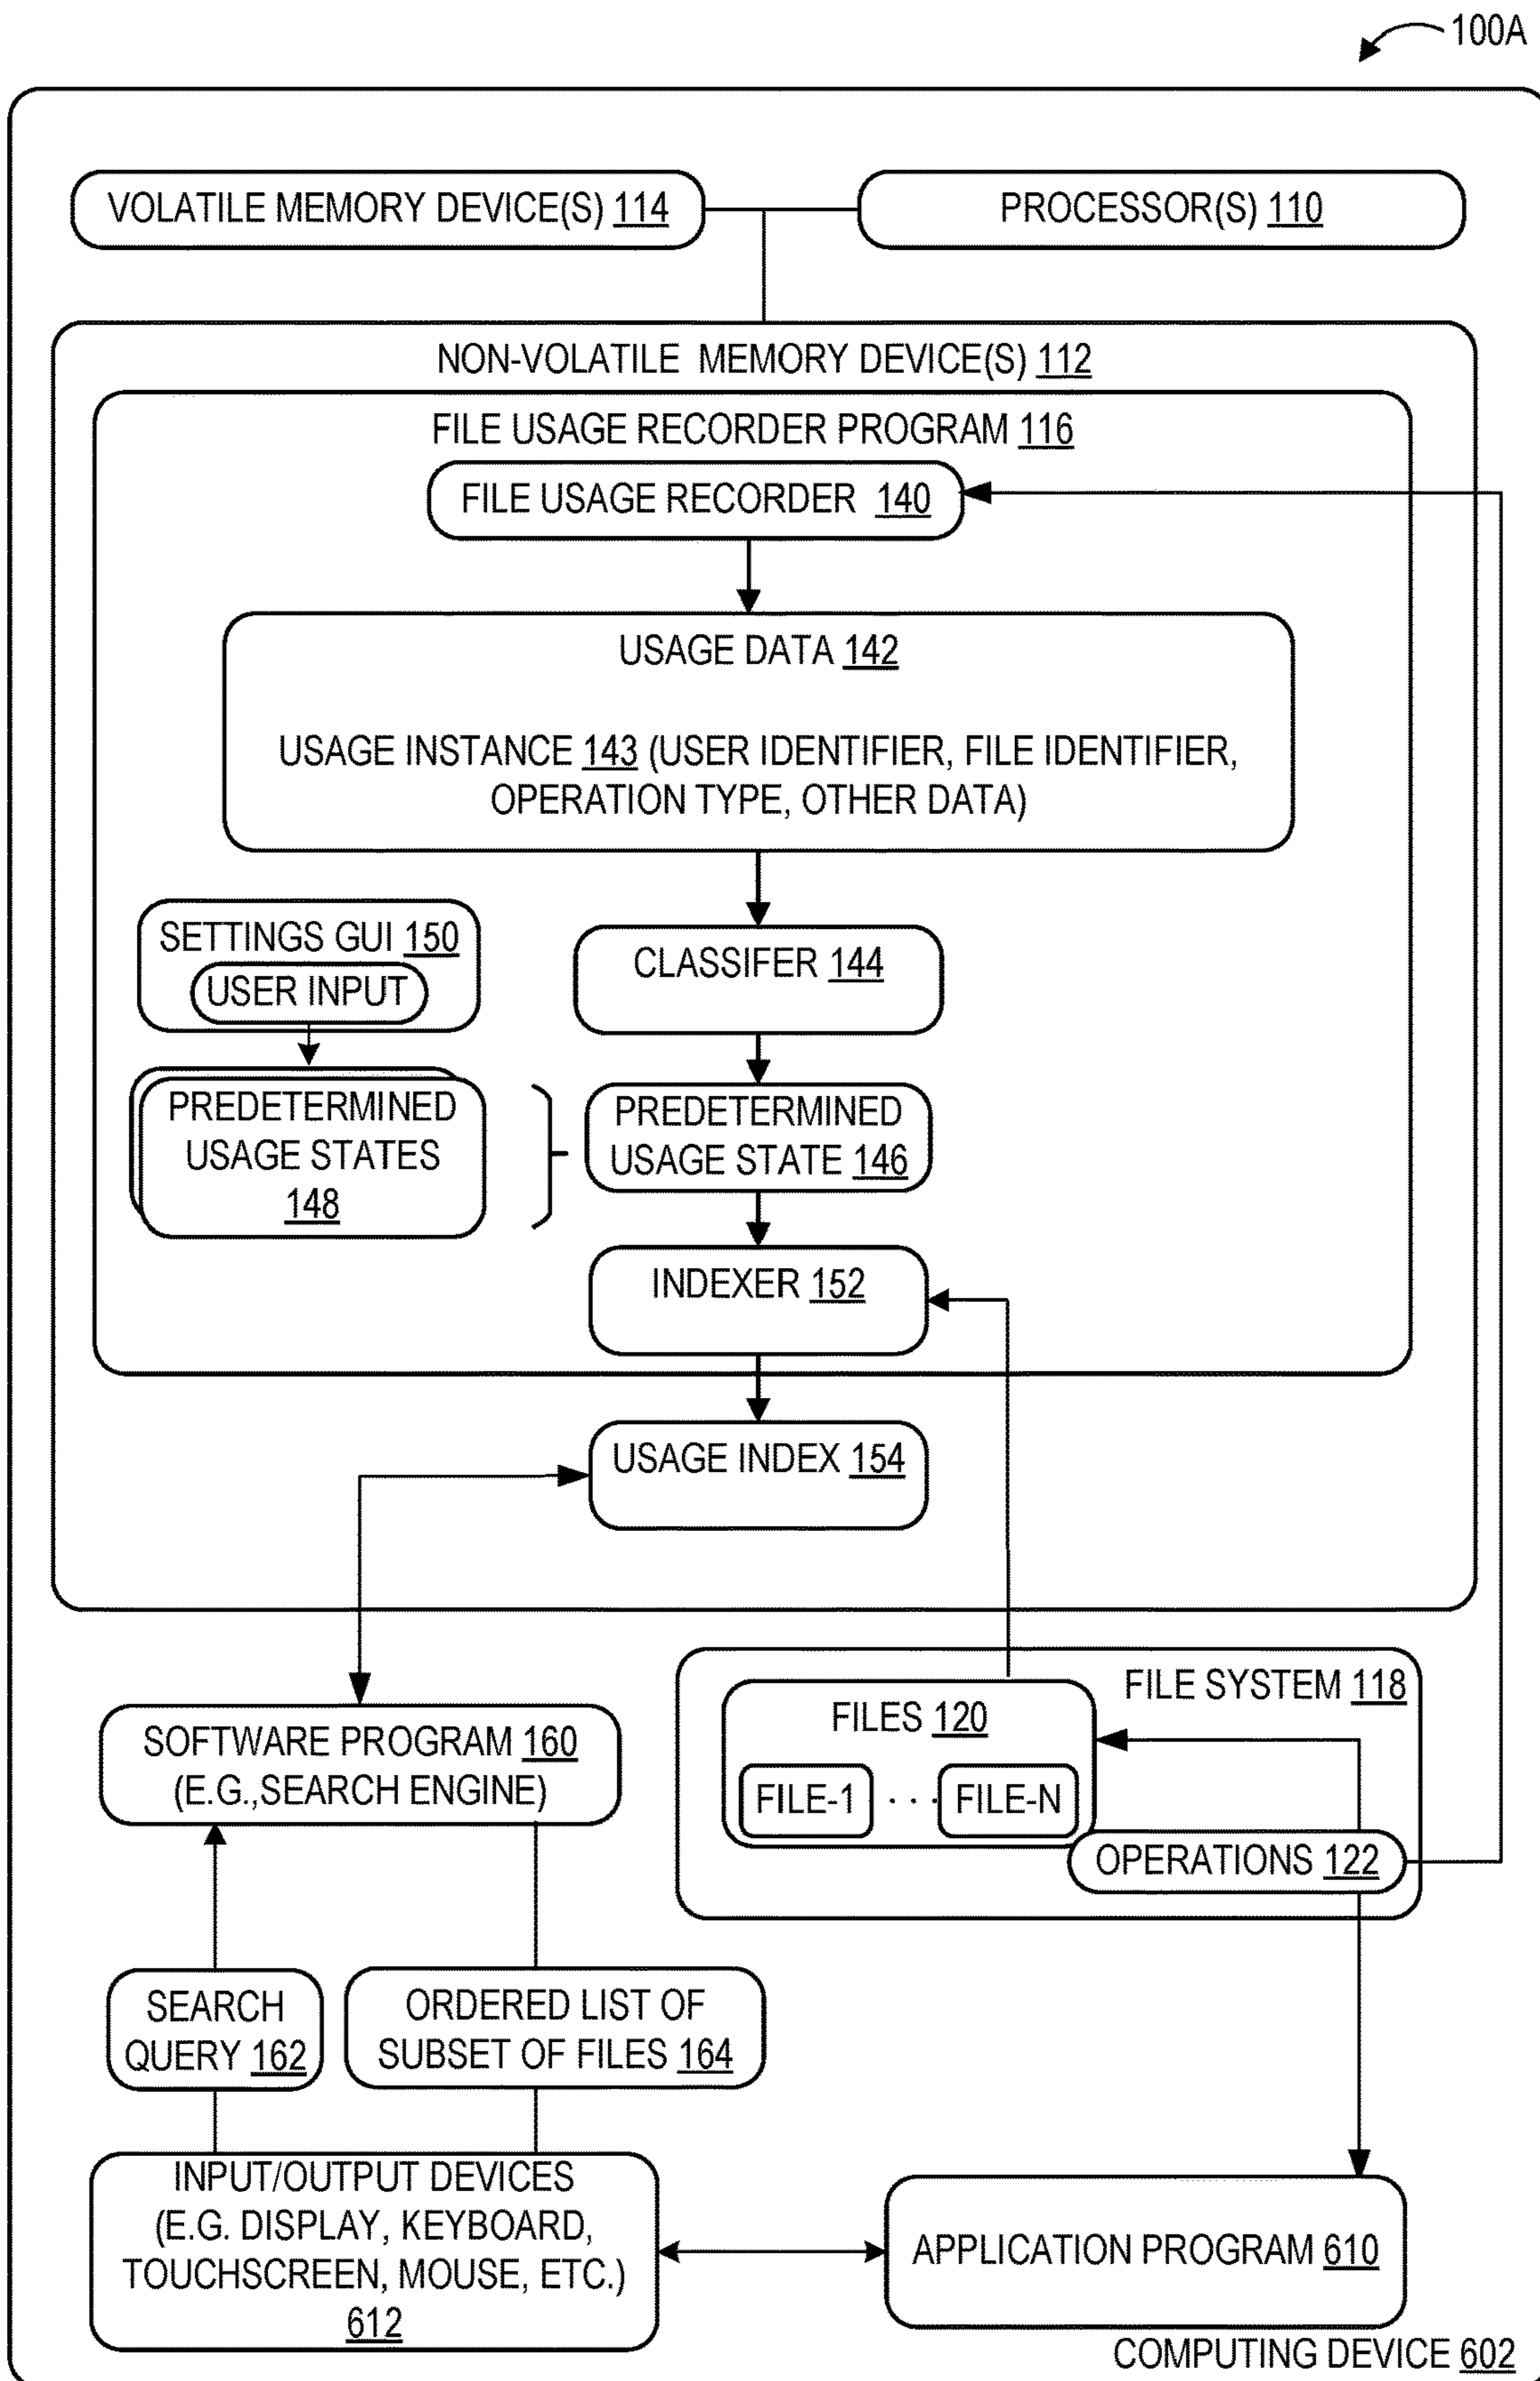 100A
VOLATILE MEMORY DEVICE(S) 114
PROCESSOR(S) 110
NON-VOLATILE MEMORY DEVICE(S) 112
FILE USAGE RECORDER PROGRAM 116
FILE USAGE RECORDER 140
USAGE DATA 142
USAGE INSTANCE 143 (USER IDENTIFIER, FILE IDENTIFIER,
OPERATION TYPE, OTHER DATA)
SETTINGS GUI 150
USER INPUT
CLASSIFER 144
PREDETERMINED
USAGE STATES
148
PREDETERMINED
USAGE STATE 146
INDEXER 152
USAGE INDEX 154
FILE SYSTEM 118
FILES 120
FILE-1 · · · FILE-N
OPERATIONS 122
SOFTWARE PROGRAM 160
(E.G.,SEARCH ENGINE)
SEARCH
QUERY 162
ORDERED LIST OF
SUBSET OF FILES 164
INPUT/OUTPUT DEVICES
(E.G. DISPLAY, KEYBOARD,
TOUCHSCREEN, MOUSE, ETC.)
612
APPLICATION PROGRAM 610
COMPUTING DEVICE 602